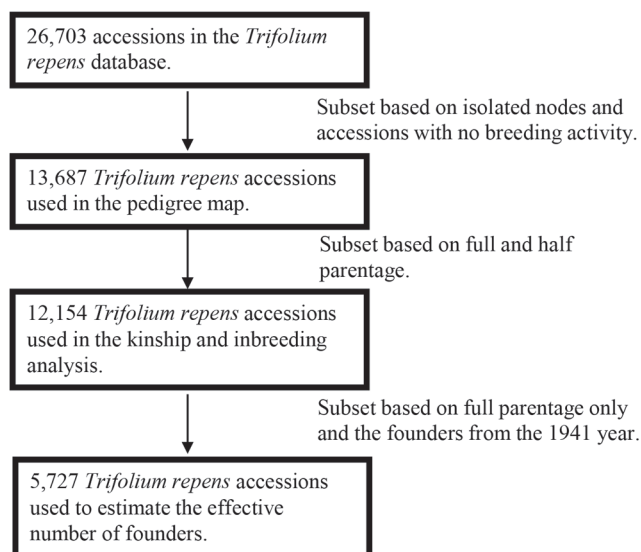 26,703 accessions in the Trifolium
repens database.
Subset based on isolated nodes and
accessions with no breeding activity.
13,687 Trifolium repens accessions
used in the pedigree map.
Subset based on full and half
parentage.
12,154 Trifolium repens accessions
used in the kinship and inbreeding
analysis.
Subset based on full parentage only
and the founders from the 1941 year.
5,727 Trifolium repens accessions
used to estimate the effective
number of founders.